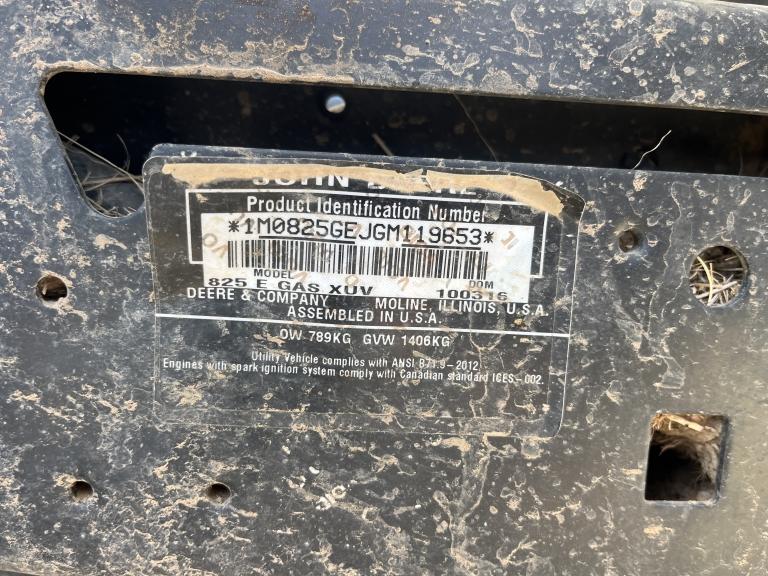 JOHN DEERE
Product Identification Number
*1M0825GEJGM119653*
MODEL DOM
825 E GAS XUV 100316
DEERE & COMPANY MOLINE, ILLINOIS, U.S.A.
ASSEMBLED IN U.S.A.
OW 789KG GVW 1406KG
Utility Vehicle complies with ANSI B71.9-2012
Engines with spark ignition system comply with Canadian standard ICES-002.